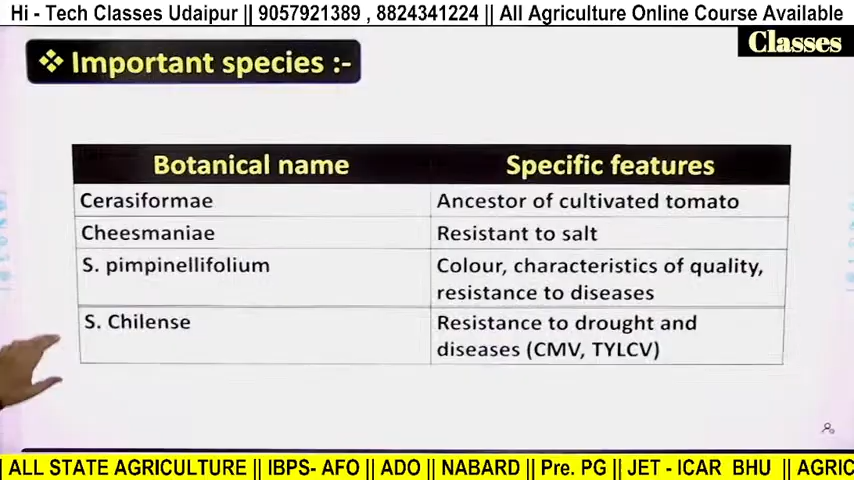 Hi - Tech Classes Udaipur || 9057921389 , 8824341224 || All Agriculture Online Course Available
Classes
❖ Important species :-
Botanical name Specific features
Cerasiformae Ancestor of cultivated tomato
Cheesmaniae Resistant to salt
S. pimpinellifolium Colour, characteristics of quality,
resistance to diseases
S. Chilense Resistance to drought and
diseases (CMV, TYLCV)
|| ALL STATE AGRICULTURE || IBPS- AFO || ADO || NABARD || Pre. PG || JET - ICAR BHU || AGRIC